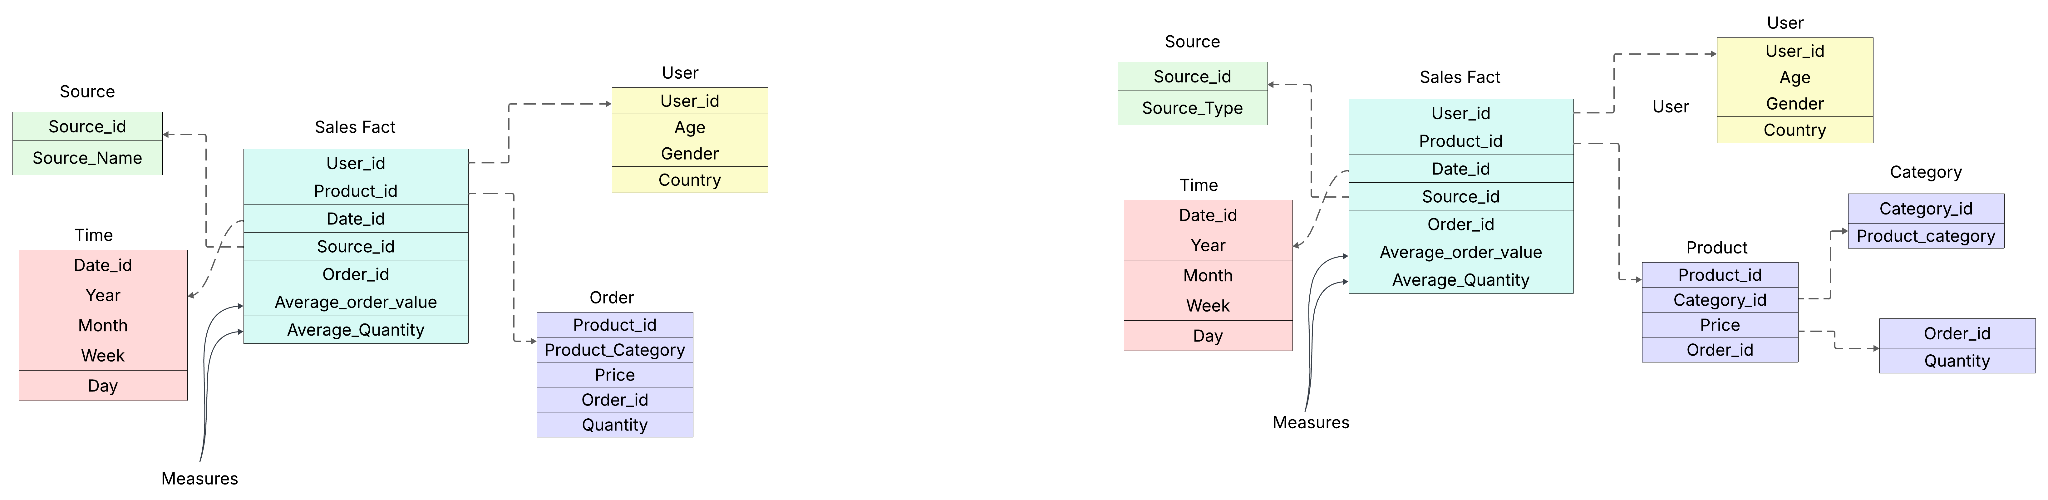 Source
Source_id
Source_Name
Time
Date_id
Year
Month
Week
Day
Sales Fact
User_id
Product_id
Date_id
Source_id
Order_id
Average_order_value
Average_Quantity
Measures
User
User_id
Age
Gender
Country
Order
Product_id
Product_Category
Price
Order_id
Quantity
Source
Source_id
Source_Type
Time
Date_id
Year
Month
Week
Day
Sales Fact
User_id
Product_id
Date_id
Source_id
Order_id
Average_order_value
Average_Quantity
Measures
User
User_id
Age
Gender
Country
User
Category
Category_id
Product_category
Product
Product_id
Category_id
Price
Order_id
Order_id
Quantity